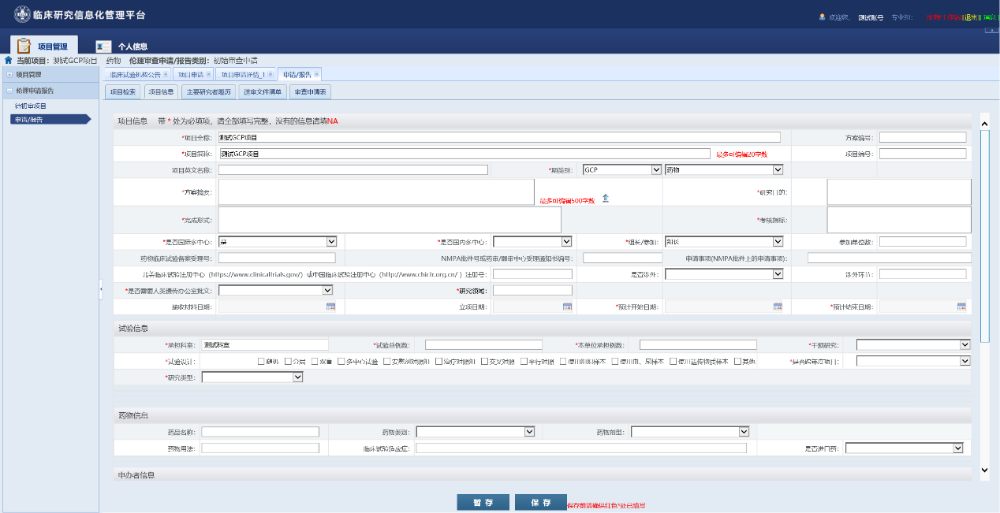 临床研究信息化管理平台
欢迎您, 测试账号 专业组: [退出][消息]
项目管理 个人信息
当前项目: 测试GCP项目 药物 伦理审查申请/报告类别: 初始审查申请
项目管理
伦理申请报告
待初审项目
申请/报告
临床试验机构公告 项目申请 项目申请详情_1 申请/报告
项目检索 项目信息 主要研究者履历 送审文件清单 审查申请表
项目信息 带 * 处为必填项，请全部填写完整，没有的信息请填NA
*项目全称: 测试GCP项目 方案编号:
*项目简称: 测试GCP项目 最多可编辑20字数 项目编号:
项目英文名称: *期类别: GCP 药物
*方案摘要: 最多可编辑500字数 *研究目的:
*完成形式: *考核指标:
*是否国际多中心: 是 *是否国内多中心: *组长/参加: 组长 参加单位数:
药物临床试验备案受理号: NMPA批件号或药审/器审中心受理通知书编号: 申请事项(NMPA批件上的申请事项):
北美临床试验注册中心（https://www.clinicaltrials.gov/）或中国临床试验注册中心（http://www.chictr.org.cn/ ）注册号: 是否涉外: 涉外环节:
*是否需要人类遗传办公室批文: *研究领域:
接收材料日期: 立项日期: *预计开始日期: *预计结束日期:
试验信息
*承担科室: 测试科室 *试验总例数: *本单位承担例数: *干预研究:
*试验设计: 随机 分层 双盲 多中心试验 安慰剂对照组 治疗对照组 交叉对照 平行对照 使用组织样本 使用血、尿样本 使用遗传物质样本 其他 *是否跨年度项目:
*研究类型:
药物信息
药品名称: 药物类别: 药物剂型:
药物用法: 临床试验适应症: 是否进口药:
申办者信息
暂 存 保 存 保存前请确保红色*处已填写